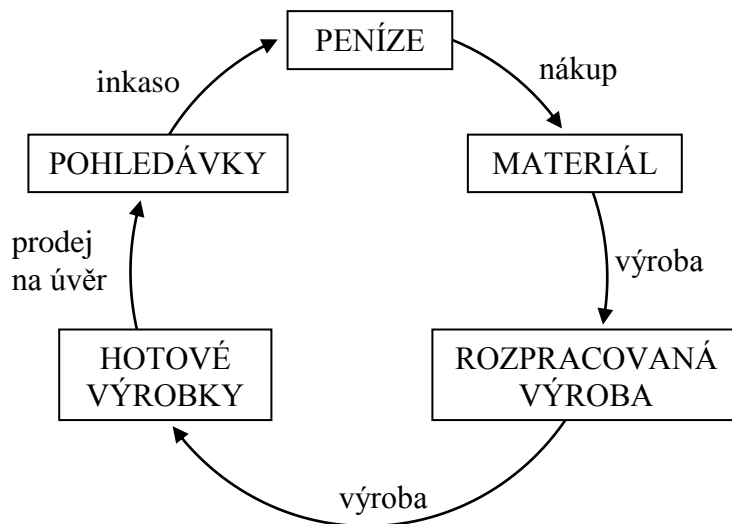 PENÍZE
nákup
MATERIÁL
výroba
ROZPRACOVANÁ
VÝROBA
výroba
HOTOVÉ
VÝROBKY
prodej
na úvěr
POHLEDÁVKY
inkaso